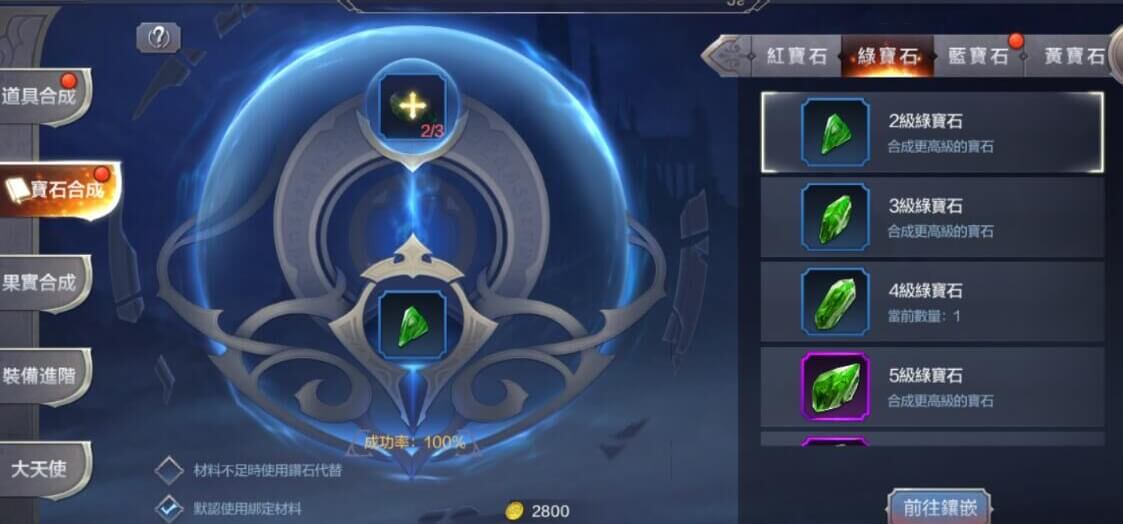 道具合成
寶石合成
果實合成
裝備進階
大天使
?
2/3
成功率：100%
材料不足時使用鑽石代替
默認使用綁定材料
2800
紅寶石
綠寶石
藍寶石
黃寶石
2級綠寶石
合成更高級的寶石
3級綠寶石
合成更高級的寶石
4級綠寶石
當前數量：1
5級綠寶石
合成更高級的寶石
前往鑲嵌